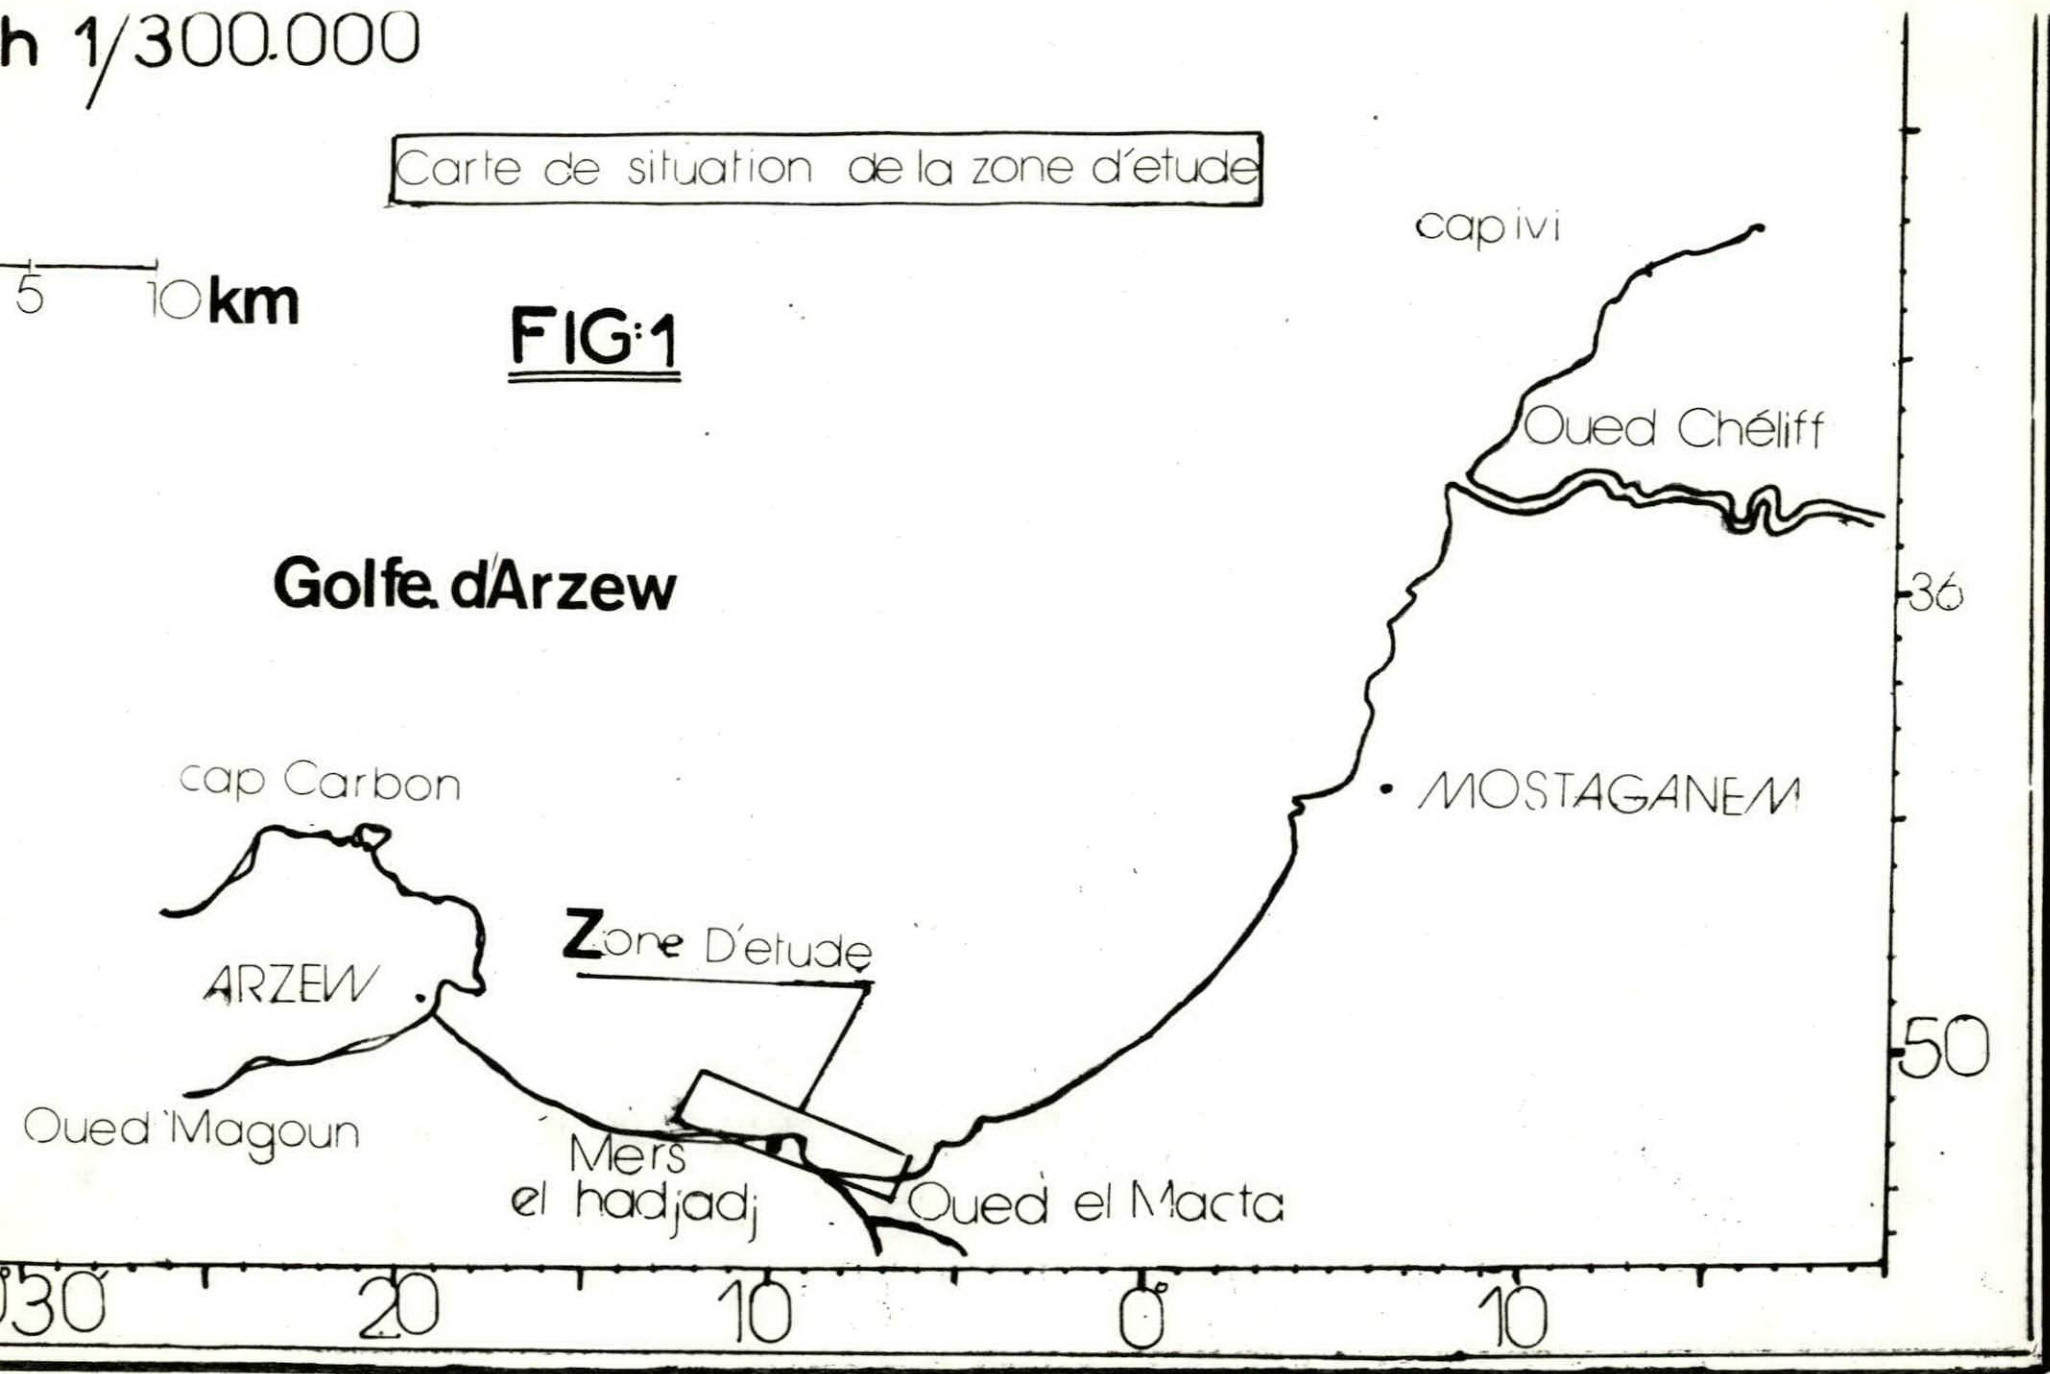 h 1/300.000
Carte de situation de la zone d'etude
cap ivi
5 10 km
FIG:1
Oued Chéliff
Golfe d'Arzew
36
cap Carbon
MOSTAGANEM
Zone D'etude
ARZEW
50
Oued Magoun
Mers
el hadjadj
Oued el Macta
30' 20 10 0° 10